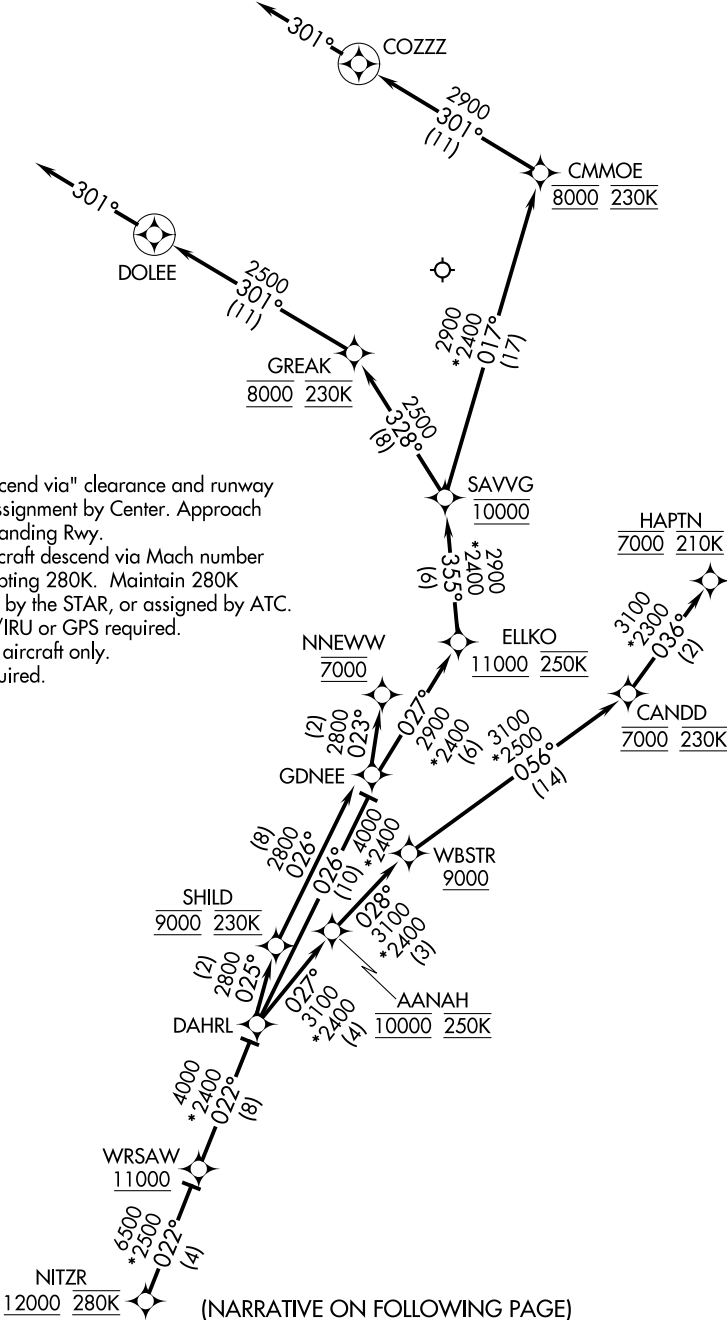 301°
COZZZ
2900
301°
(11)
CMMOE
8000 230K
301°
DOLEE
2500
301°
(11)
2900
*2400
017°
(17)
GREAK
8000 230K
2500
328°
(8)
SAVVG
10000
cend via" clearance and runway
signment by Center. Approach
anding Rwy.
craft descend via Mach number
pting 280K. Maintain 280K
by the STAR, or assigned by ATC.
/IRU or GPS required.
aircraft only.
uired.
HAPTN
7000 210K
2900
*2400
355°
(6)
3100
*2300
036°
(2)
NNEWW
7000
ELLKO
11000 250K
(2)
2800
023°
027°
2900
*2400
(6)
CANDD
7000 230K
3100
*2500
056°
(14)
GDNEE
(8)
2800
026°
4000
*2400
026°
(10)
WBSTR
9000
SHILD
9000 230K
028°
3100
*2400
(3)
(2)
2800
025°
027°
3100
*2400
(4)
AANAH
10000 250K
DAHRL
4000
*2400
022°
(8)
WRSAW
11000
6500
*2500
022°
(4)
NITZR
12000 280K
(NARRATIVE ON FOLLOWING PAGE)